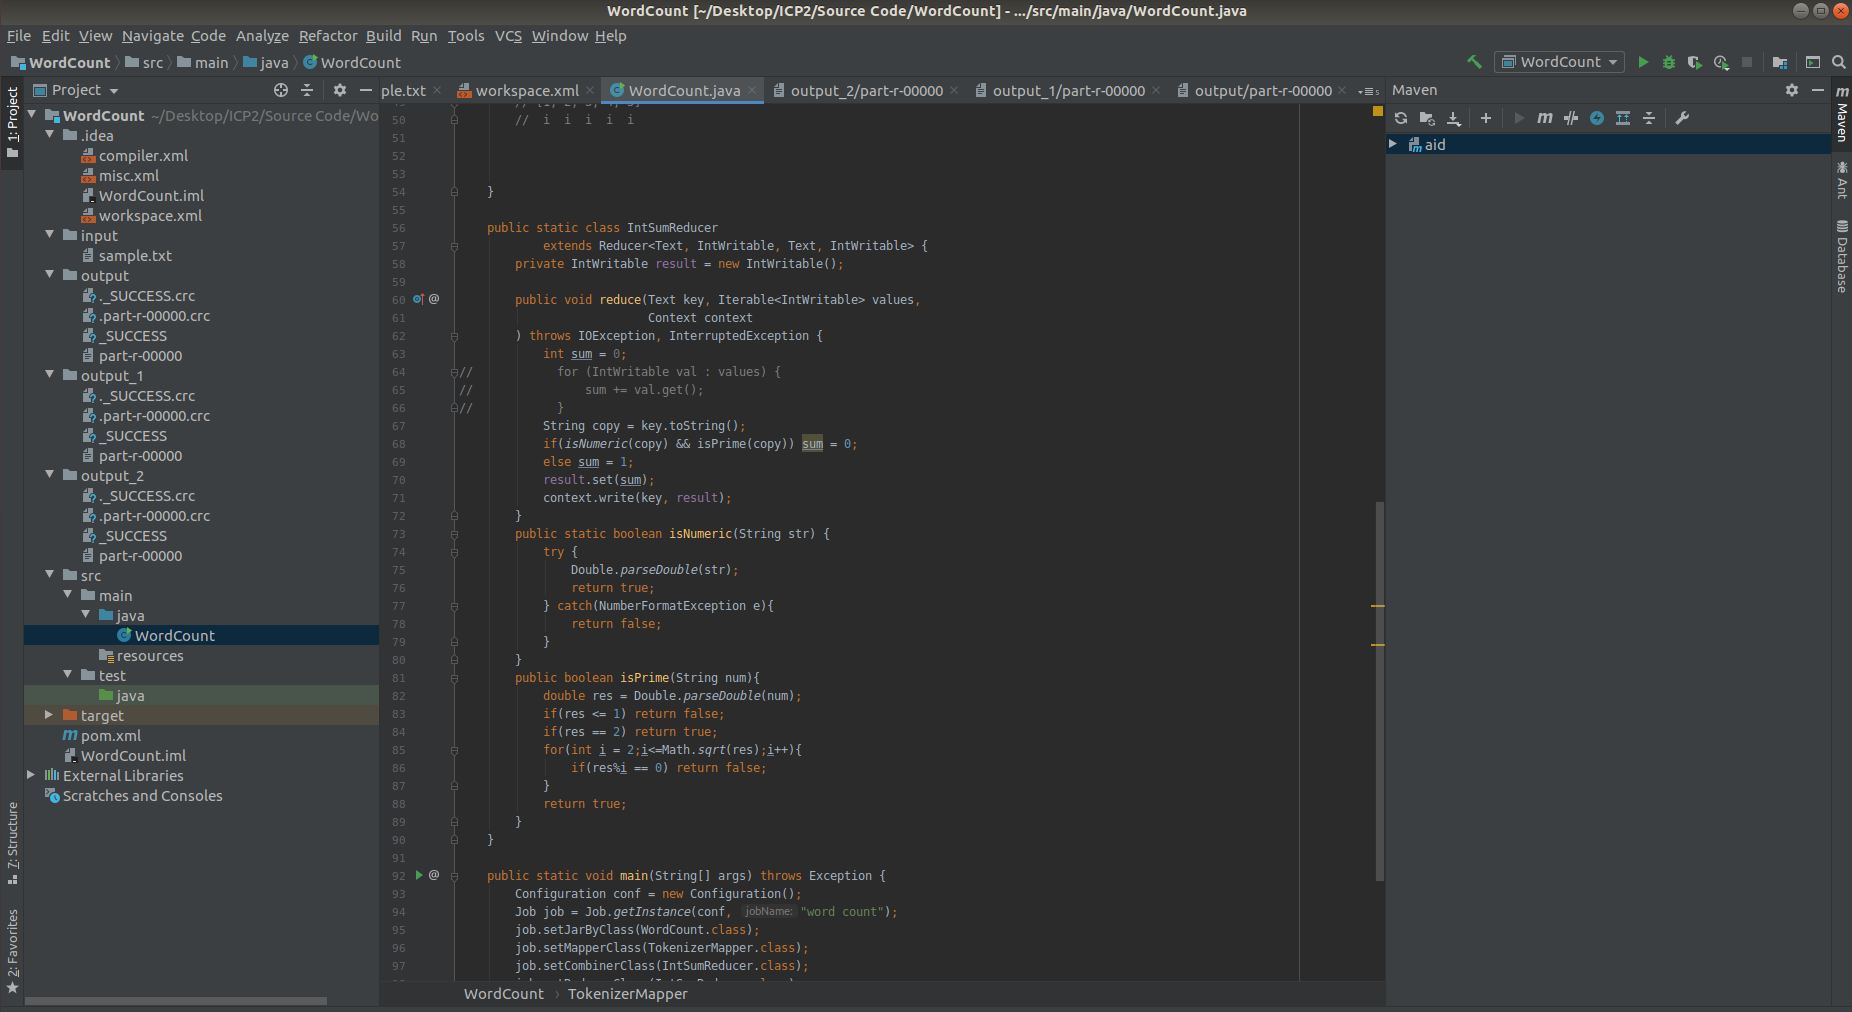 WordCount [~/Desktop/ICP2/Source Code/WordCount] - .../src/main/java/WordCount.java
File Edit View Navigate Code Analyze Refactor Build Run Tools VCS Window Help
WordCount src main java WordCount
WordCount
1: Project
Project
WordCount ~/Desktop/ICP2/Source Code/Wo
.idea
compiler.xml
misc.xml
WordCount.iml
workspace.xml
input
sample.txt
output
._SUCCESS.crc
.part-r-00000.crc
_SUCCESS
part-r-00000
output_1
._SUCCESS.crc
.part-r-00000.crc
_SUCCESS
part-r-00000
output_2
._SUCCESS.crc
.part-r-00000.crc
_SUCCESS
part-r-00000
src
main
java
WordCount
resources
test
java
target
pom.xml
WordCount.iml
External Libraries
Scratches and Consoles
7: Structure
2: Favorites
ple.txt workspace.xml WordCount.java output_2/part-r-00000 output_1/part-r-00000 output/part-r-00000
50 // i i i i i
51
52
53
54 }
55
56 public static class IntSumReducer
57 extends Reducer<Text, IntWritable, Text, IntWritable> {
58 private IntWritable result = new IntWritable();
59
60 @ public void reduce(Text key, Iterable<IntWritable> values,
61 Context context
62 ) throws IOException, InterruptedException {
63 int sum = 0;
64 // for (IntWritable val : values) {
65 // sum += val.get();
66 // }
67 String copy = key.toString();
68 if(isNumeric(copy) && isPrime(copy)) sum = 0;
69 else sum = 1;
70 result.set(sum);
71 context.write(key, result);
72 }
73 public static boolean isNumeric(String str) {
74 try {
75 Double.parseDouble(str);
76 return true;
77 } catch(NumberFormatException e){
78 return false;
79 }
80 }
81 public boolean isPrime(String num){
82 double res = Double.parseDouble(num);
83 if(res <= 1) return false;
84 if(res == 2) return true;
85 for(int i = 2;i<=Math.sqrt(res);i++){
86 if(res%i == 0) return false;
87 }
88 return true;
89 }
90 }
91
92 @ public static void main(String[] args) throws Exception {
93 Configuration conf = new Configuration();
94 Job job = Job.getInstance(conf, jobName: "word count");
95 job.setJarByClass(WordCount.class);
96 job.setMapperClass(TokenizerMapper.class);
97 job.setCombinerClass(IntSumReducer.class);
WordCount TokenizerMapper
Maven
aid
Maven
Ant
Database